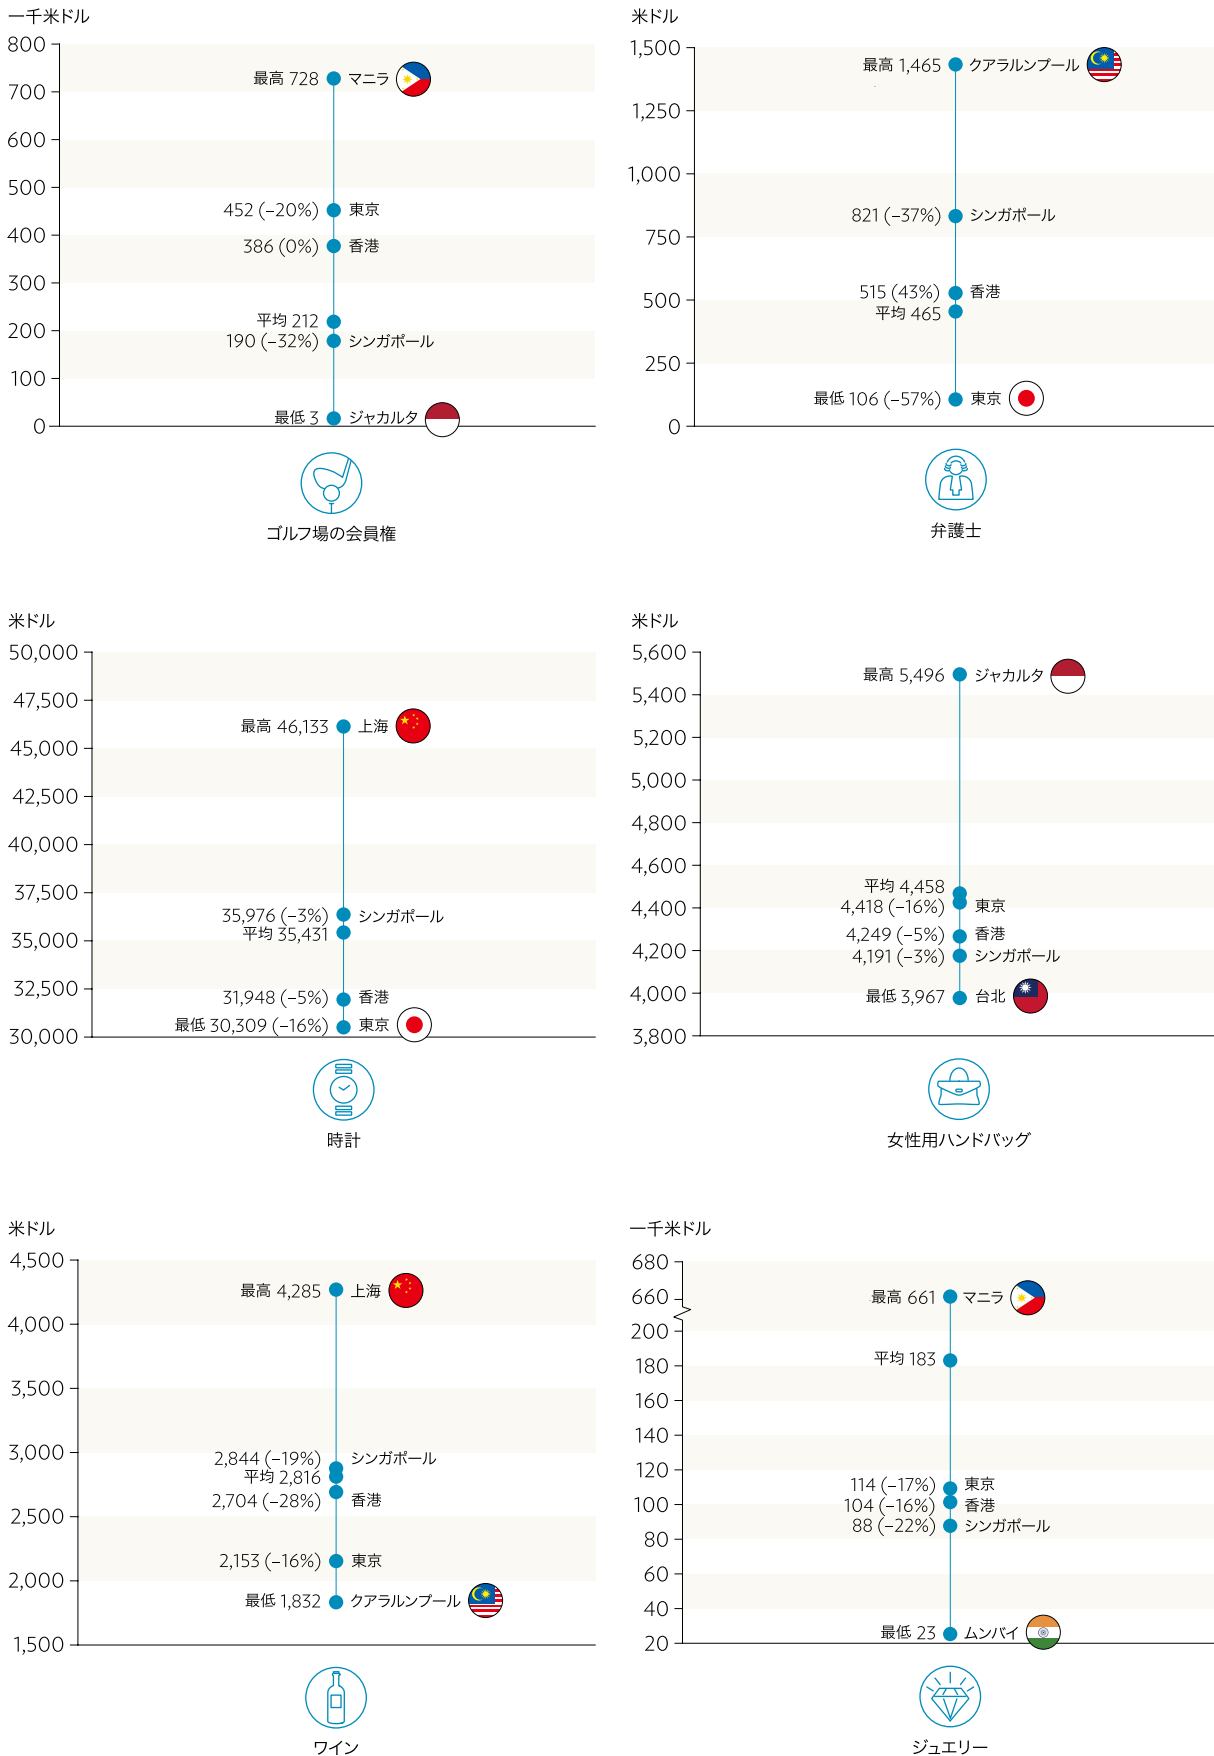 一千米ドル
800
700
600
500
400
300
200
100
0
最高 728 マニラ
452 (–20%) 東京
386 (0%) 香港
平均 212
190 (–32%) シンガポール
最低 3 ジャカルタ
ゴルフ場の会員権
米ドル
1,500
1,250
1,000
750
500
250
0
最高 1,465 クアラルンプール
821 (–37%) シンガポール
515 (43%) 香港
平均 465
最低 106 (–57%) 東京
弁護士
米ドル
50,000
47,500
45,000
42,500
40,000
37,500
35,000
32,500
30,000
最高 46,133 上海
35,976 (–3%) シンガポール
平均 35,431
31,948 (–5%) 香港
最低 30,309 (–16%) 東京
時計
米ドル
5,600
5,400
5,200
5,000
4,800
4,600
4,400
4,200
4,000
3,800
最高 5,496 ジャカルタ
平均 4,458
4,418 (–16%) 東京
4,249 (–5%) 香港
4,191 (–3%) シンガポール
最低 3,967 台北
女性用ハンドバッグ
米ドル
4,500
4,000
3,500
3,000
2,500
2,000
1,500
最高 4,285 上海
2,844 (–19%) シンガポール
平均 2,816
2,704 (–28%) 香港
2,153 (–16%) 東京
最低 1,832 クアラルンプール
ワイン
一千米ドル
680
660
200
180
160
140
120
100
80
60
40
20
最高 661 マニラ
平均 183
114 (–17%) 東京
104 (–16%) 香港
88 (–22%) シンガポール
最低 23 ムンバイ
ジュエリー